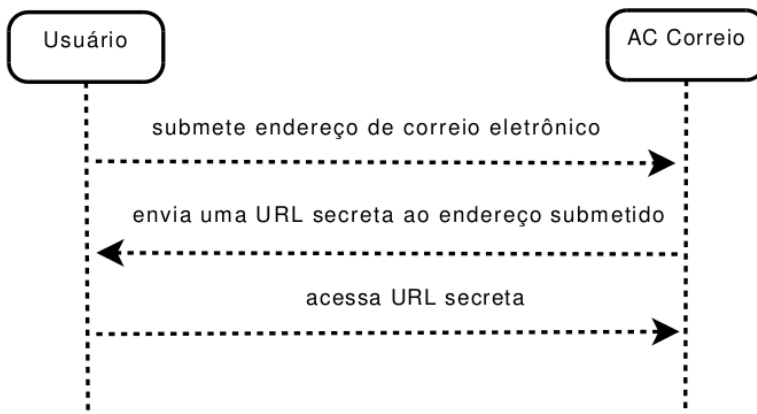 Usuário
AC Correio
submete endereço de correio eletrônico
envia uma URL secreta ao endereço submetido
acessa URL secreta